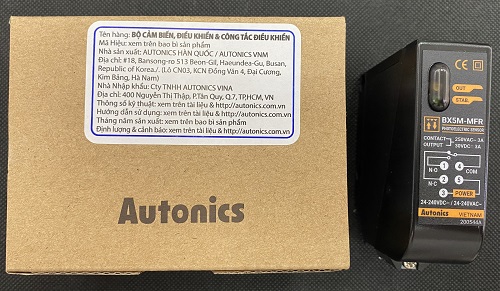 Tên hàng: BỘ CẢM BIẾN, ĐIỀU KHIỂN & CÔNG TẮC ĐIỀU KHIỂN
Mã Hiệu: xem trên bao bì sản phẩm
Nhà sản xuất: AUTONICS HÀN QUỐC / AUTONICS VNM
Địa chỉ: #18, Bansong-ro 513 Beon-Gil, Haeundea-Gu, Busan,
Republic of Korea./. (Lô CN03, KCN Đồng Văn 4, Đại Cương,
Kim Bảng, Hà Nam)
Nhà Nhập khẩu: Cty TNHH AUTONICS VINA
Địa chỉ: 400 Nguyễn Thị Thập, P.Tân Quy, Q.7, TP,HCM, VN
Thông số kỹ thuật: xem trên tài liệu & http://autonics.com.vn
Hướng dẫn sử dụng: xem trên tài liệu & http://autonics.com.vn
Tháng năm sản xuất: xem trên bao bì sản phẩm
Định lượng & cảnh báo: xem trên tài liệu & http://autonics.com.vn
Autonics
CE
OUT
STAB.
BX5M-MFR
PHOTOELECTRIC SENSOR
CONTACT 250VAC~ 3A
OUTPUT 30VDC⎓ 3A
N·O 4 COM
1 5
N·C 2
3 POWER
24-240VDC⎓ / 24-240VAC~
Autonics VIETNAM
200544A